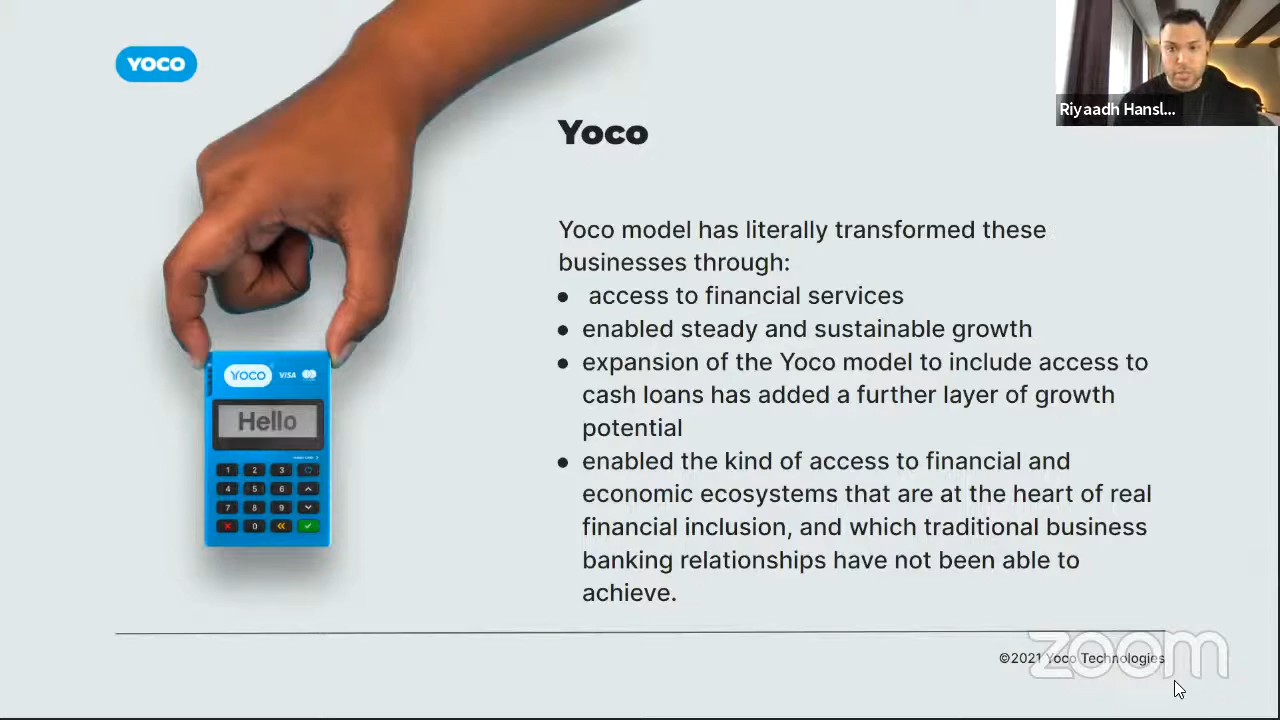 YOCO
Riyaadh Hansl...
Yoco
Yoco model has literally transformed these
businesses through:
● access to financial services
● enabled steady and sustainable growth
● expansion of the Yoco model to include access to
cash loans has added a further layer of growth
potential
● enabled the kind of access to financial and
economic ecosystems that are at the heart of real
financial inclusion, and which traditional business
banking relationships have not been able to
achieve.
YOCO VISA
Hello
1 2 3
4 5 6
7 8 9
0
©2021 Yoco Technologies
zoom